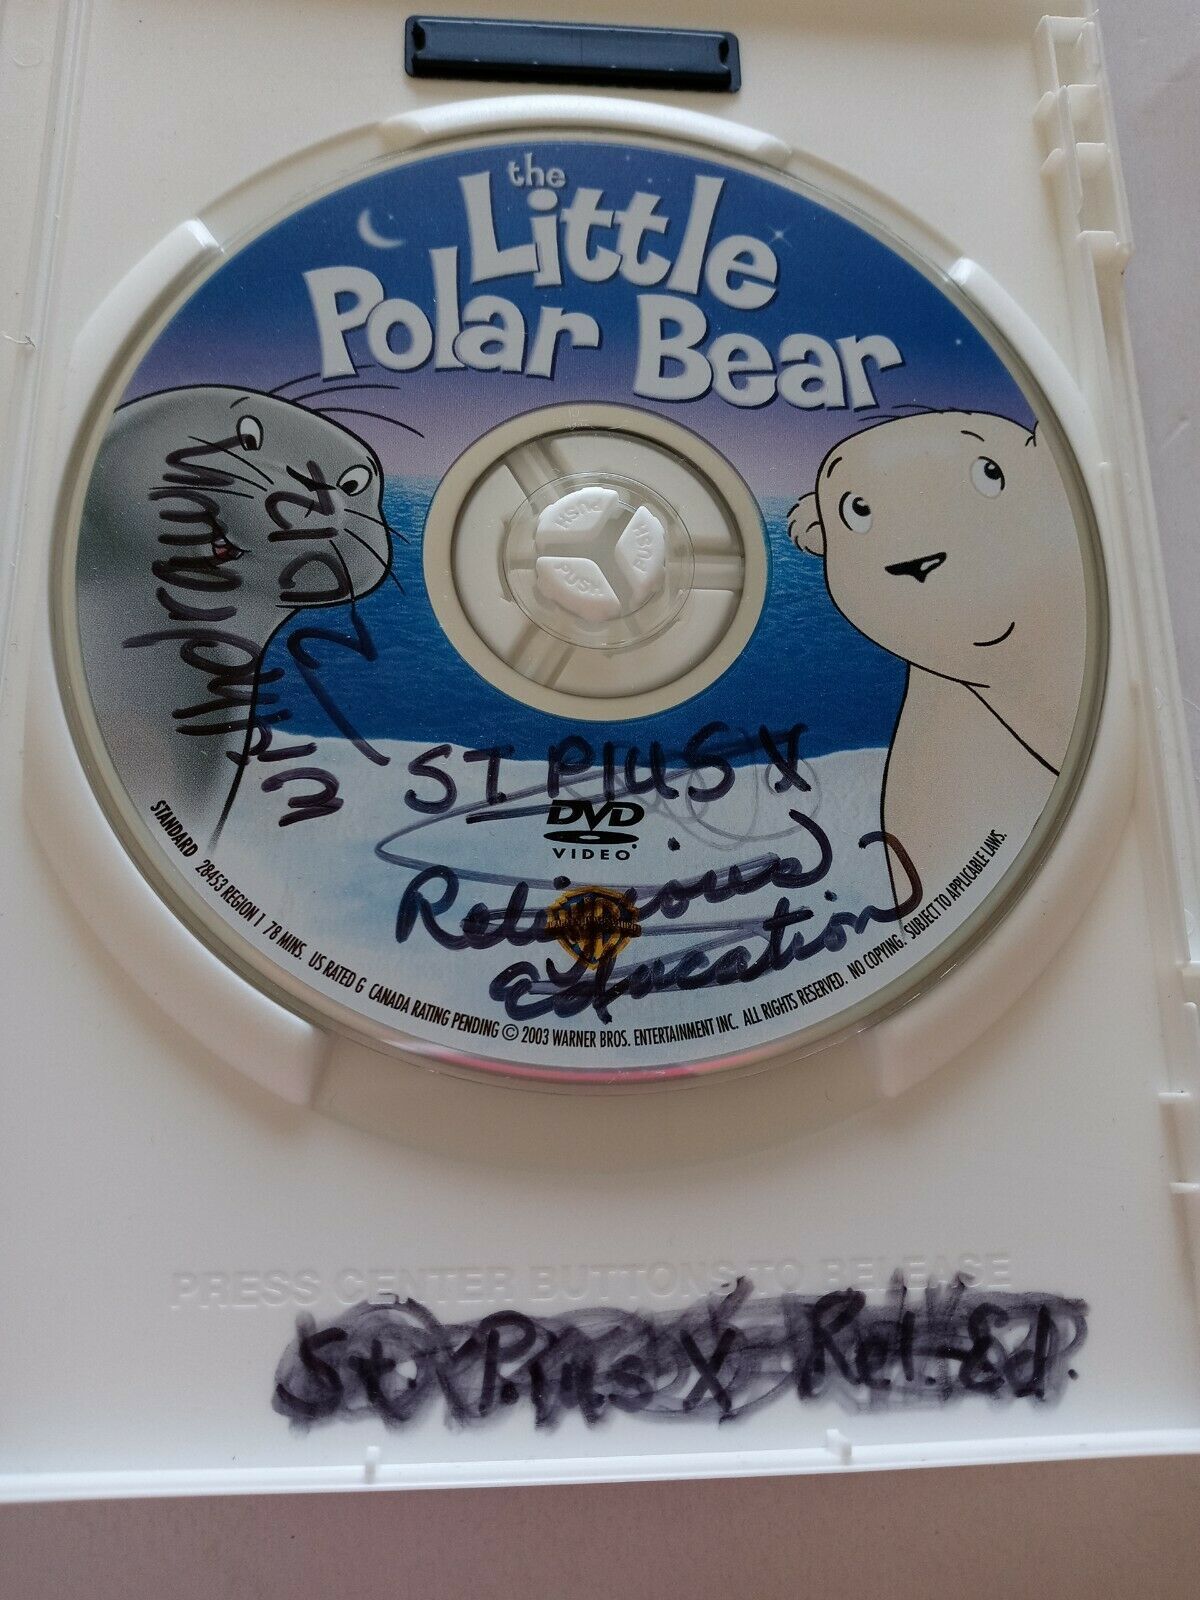 the
Little
Polar Bear
withdrawn
PUSH
PUSH
PUSH
ST PIUS X
DVD
VIDEO
Religious
Education
STANDARD 28453 REGION 1 78 MINS. US RATED G CANADA RATING PENDING © 2003 WARNER BROS. ENTERTAINMENT INC. ALL RIGHTS RESERVED. NO COPYING. SUBJECT TO APPLICABLE LAWS.
PRESS CENTER BUTTONS TO RELEASE
St. Pius X Rel. Ed.